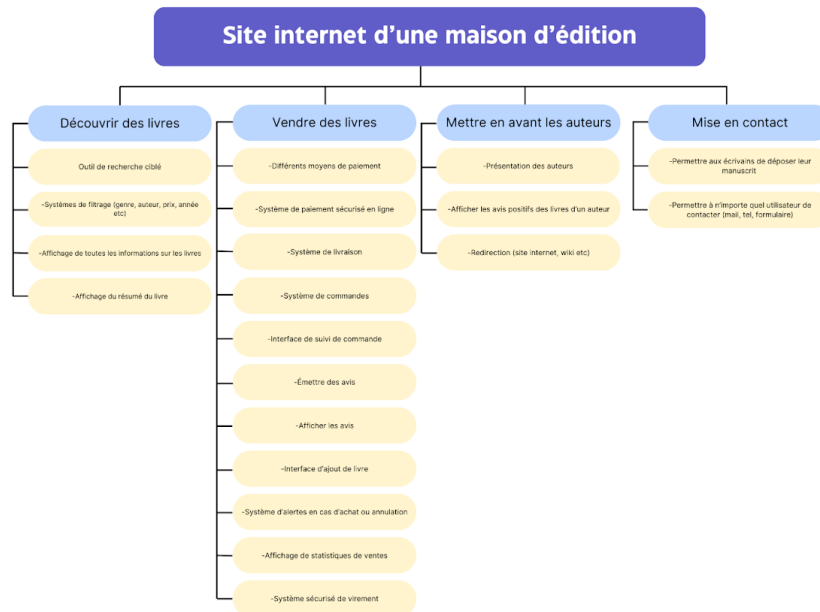 Site internet d'une maison d'édition
Découvrir des livres
Outil de recherche ciblé
-Systèmes de filtrage (genre, auteur, prix, année
etc)
-Affichage de toutes les informations sur les livres
-Affichage du résumé du livre
Vendre des livres
-Différents moyens de paiement
-Système de paiement sécurisé en ligne
-Système de livraison
-Système de commandes
-Interface de suivi de commande
-Émettre des avis
-Afficher les avis
-Interface d'ajout de livre
-Système d'alertes en cas d'achat ou annulation
-Affichage de statistiques de ventes
-Système sécurisé de virement
Mettre en avant les auteurs
-Présentation des auteurs
-Afficher les avis positifs des livres d'un auteur
-Redirection (site internet, wiki etc)
Mise en contact
-Permettre aux écrivains de déposer leur
manuscrit
-Permettre à n'importe quel utilisateur de
contacter (mail, tel, formulaire)